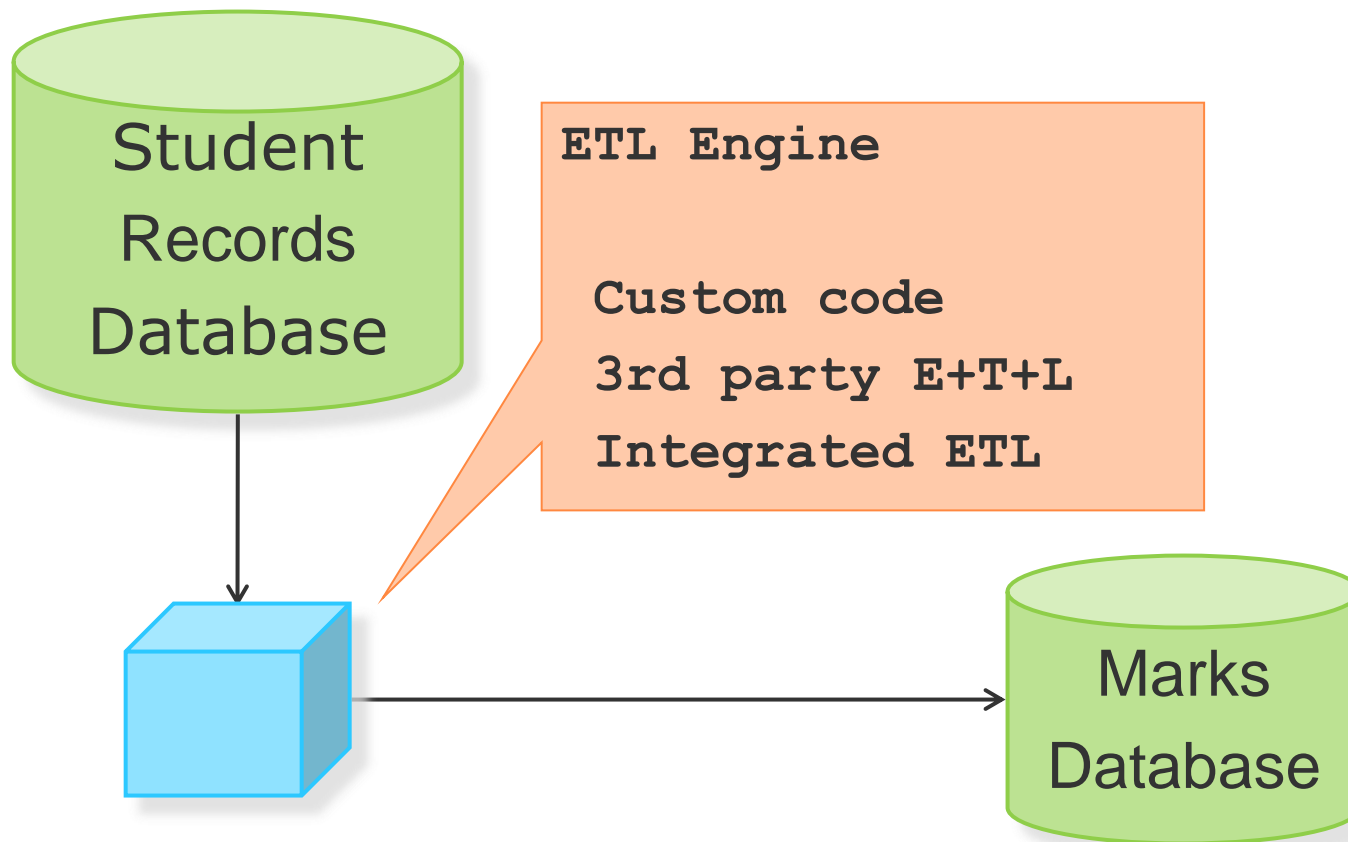 Student
Records
Database
ETL Engine
Custom code
3rd party E+T+L
Integrated ETL
Marks
Database